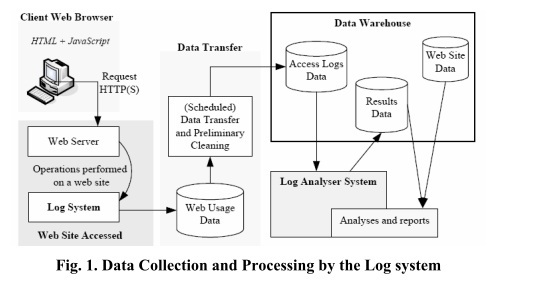 Client Web Browser
HTML + JavaScript
Request
HTTP(S)
Web Server
Operations performed
on a web site
Log System
Web Site Accessed
Data Transfer
(Scheduled)
Data Transfer
and Preliminary
Cleaning
Web Usage
Data
Data Warehouse
Access Logs
Data
Web Site
Data
Results
Data
Log Analyser System
Analyses and reports
Fig. 1. Data Collection and Processing by the Log system